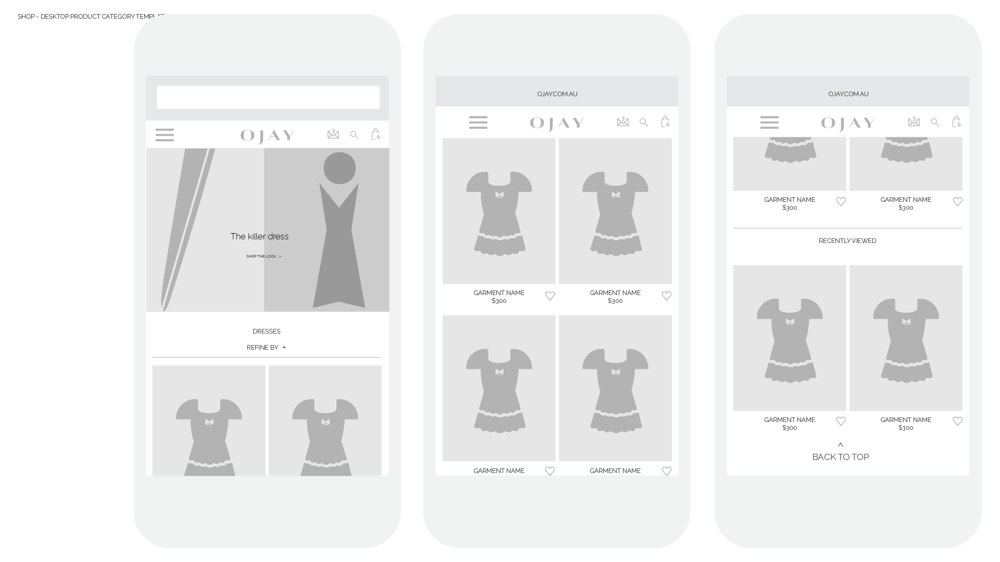 SHOP - DESKTOP PRODUCT CATEGORY
OJAY
3
6
The killer dress
SHOP THE LOOK >
DRESSES
REFINE BY +
OJAY.COM.AU
OJAY
3
6
GARMENT NAME
$300
GARMENT NAME
$300
GARMENT NAME
GARMENT NAME
OJAY.COM.AU
OJAY
3
6
GARMENT NAME
$300
GARMENT NAME
$300
RECENTLY VIEWED
GARMENT NAME
$300
GARMENT NAME
$300
^
BACK TO TOP